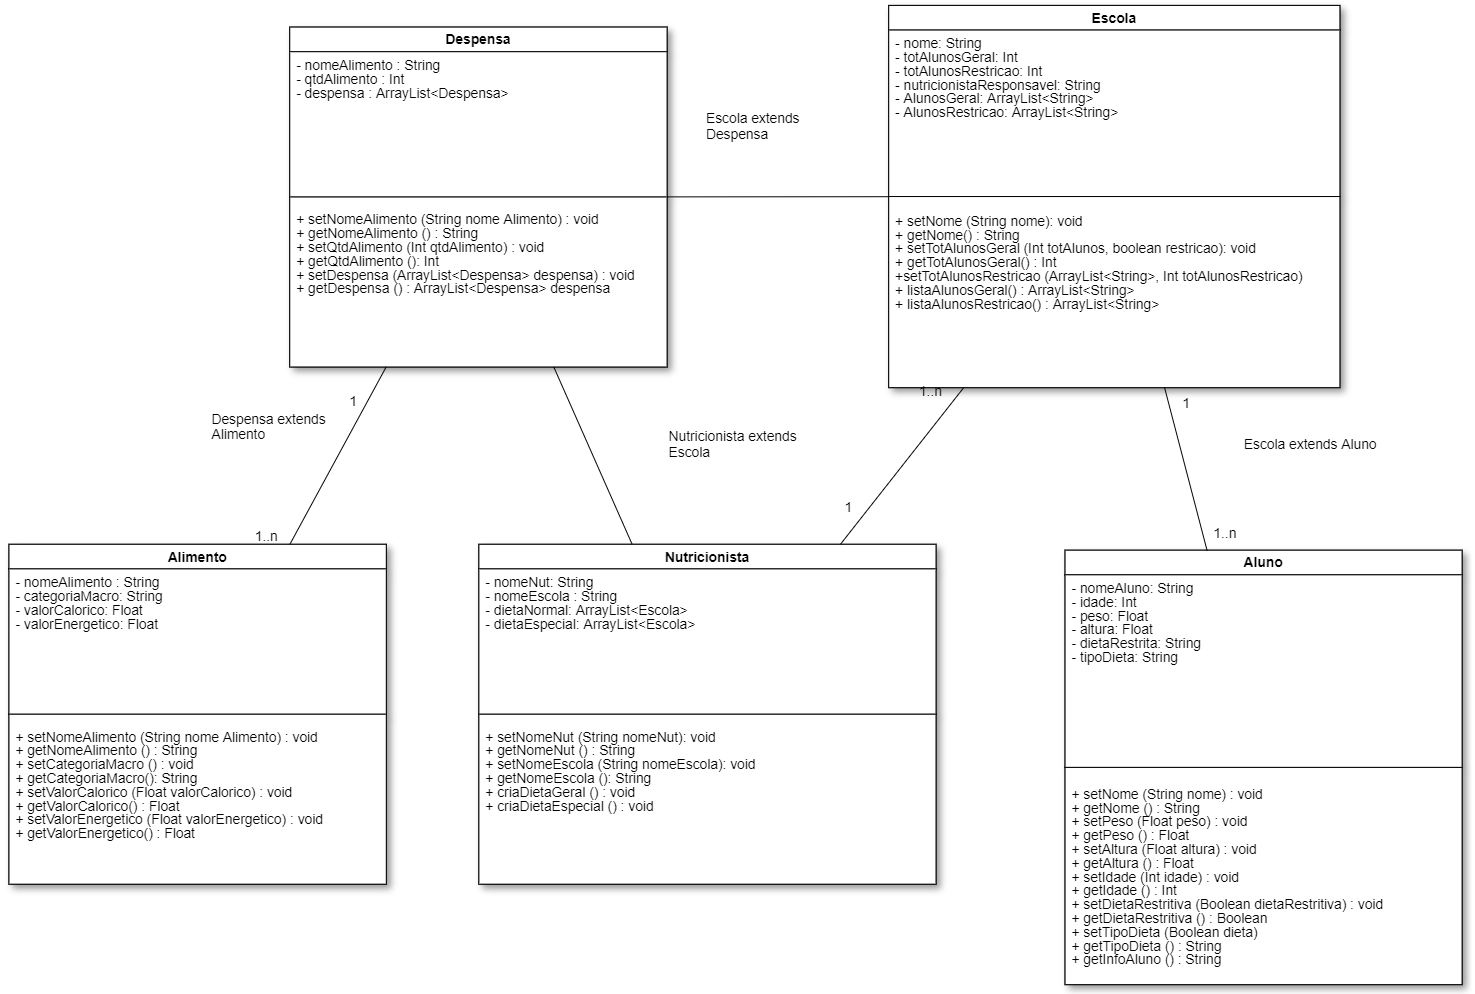 Despensa
- nomeAlimento : String
- qtdAlimento : Int
- despensa : ArrayList<Despensa>
+ setNomeAlimento (String nome Alimento) : void
+ getNomeAlimento () : String
+ setQtdAlimento (Int qtdAlimento) : void
+ getQtdAlimento (): Int
+ setDespensa (ArrayList<Despensa> despensa) : void
+ getDespensa () : ArrayList<Despensa> despensa
Escola extends
Despensa
Escola
- nome: String
- totAlunosGeral: Int
- totAlunosRestricao: Int
- nutricionistaResponsavel: String
- AlunosGeral: ArrayList<String>
- AlunosRestricao: ArrayList<String>
+ setNome (String nome): void
+ getNome() : String
+ setTotAlunosGeral (Int totAlunos, boolean restricao): void
+ getTotAlunosGeral() : Int
+setTotAlunosRestricao (ArrayList<String>, Int totAlunosRestricao)
+ listaAlunosGeral() : ArrayList<String>
+ listaAlunosRestricao() : ArrayList<String>
1
Despensa extends
Alimento
1..n
Nutricionista extends
Escola
1..n
1
1
Escola extends Aluno
1..n
Alimento
- nomeAlimento : String
- categoriaMacro: String
- valorCalorico: Float
- valorEnergetico: Float
+ setNomeAlimento (String nome Alimento) : void
+ getNomeAlimento () : String
+ setCategoriaMacro () : void
+ getCategoriaMacro(): String
+ setValorCalorico (Float valorCalorico) : void
+ getValorCalorico() : Float
+ setValorEnergetico (Float valorEnergetico) : void
+ getValorEnergetico() : Float
Nutricionista
- nomeNut: String
- nomeEscola : String
- dietaNormal: ArrayList<Escola>
- dietaEspecial: ArrayList<Escola>
+ setNomeNut (String nomeNut): void
+ getNomeNut () : String
+ setNomeEscola (String nomeEscola): void
+ getNomeEscola (): String
+ criaDietaGeral () : void
+ criaDietaEspecial () : void
Aluno
- nomeAluno: String
- idade: Int
- peso: Float
- altura: Float
- dietaRestrita: String
- tipoDieta: String
+ setNome (String nome) : void
+ getNome () : String
+ setPeso (Float peso) : void
+ getPeso () : Float
+ setAltura (Float altura) : void
+ getAltura () : Float
+ setIdade (Int idade) : void
+ getIdade () : Int
+ setDietaRestritiva (Boolean dietaRestritiva) : void
+ getDietaRestritiva () : Boolean
+ setTipoDieta (Boolean dieta)
+ getTipoDieta () : String
+ getInfoAluno () : String